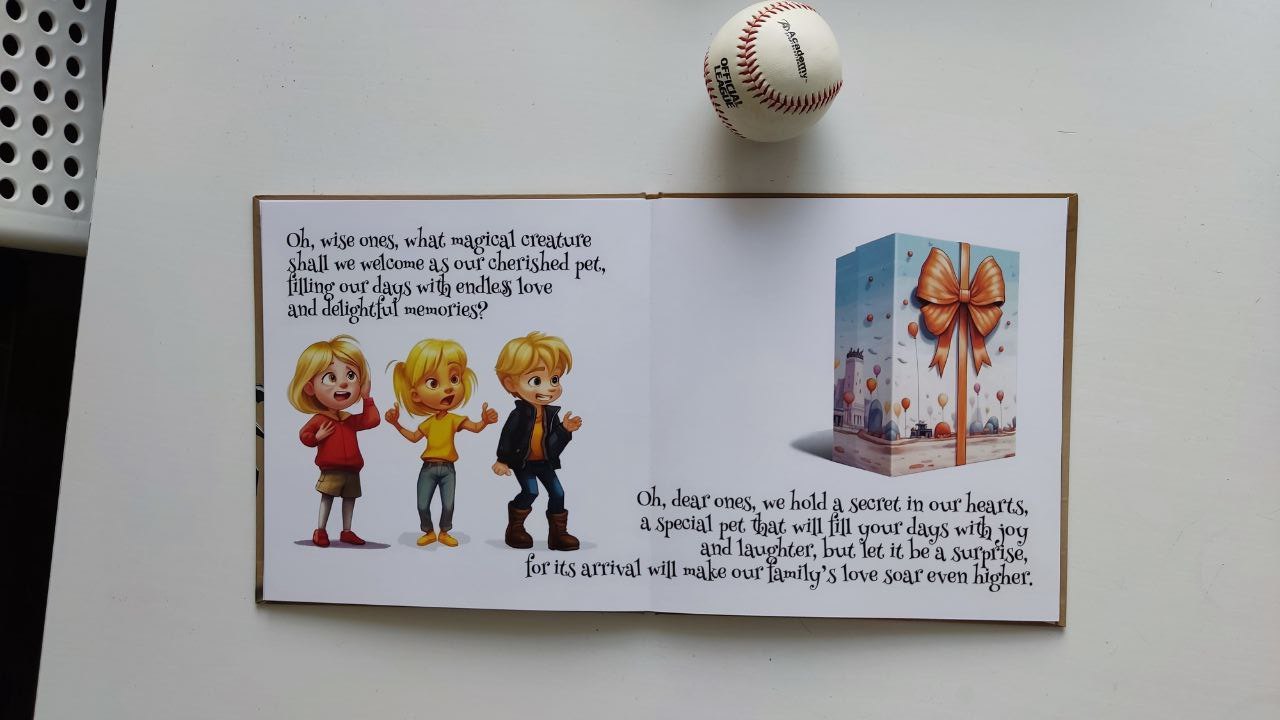 Academy
OFFICIAL
LEAGUE
Oh, wise ones, what magical creature
shall we welcome as our cherished pet,
filling our days with endless love
and delightful memories?
Oh, dear ones, we hold a secret in our hearts,
a special pet that will fill your days with joy
and laughter, but let it be a surprise,
for its arrival will make our family's love soar even higher.